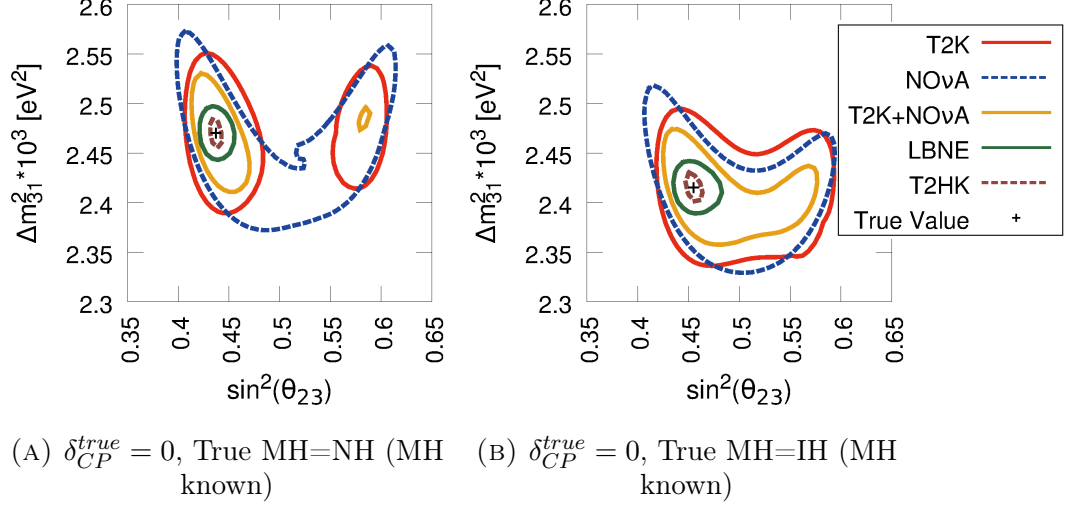 2.6
2.55
2.5
2.45
2.4
2.35
2.3
Δm²₃₁*10³ [eV²]
0.35
0.4
0.45
0.5
0.55
0.6
0.65
sin²(θ₂₃)
(A) δ^{true}_{CP} = 0, True MH=NH (MH
known)
2.6
2.55
2.5
2.45
2.4
2.35
2.3
Δm²₃₁*10³ [eV²]
0.35
0.4
0.45
0.5
0.55
0.6
0.65
sin²(θ₂₃)
T2K
NOνA
T2K+NOνA
LBNE
T2HK
True Value +
(B) δ^{true}_{CP} = 0, True MH=IH (MH
known)